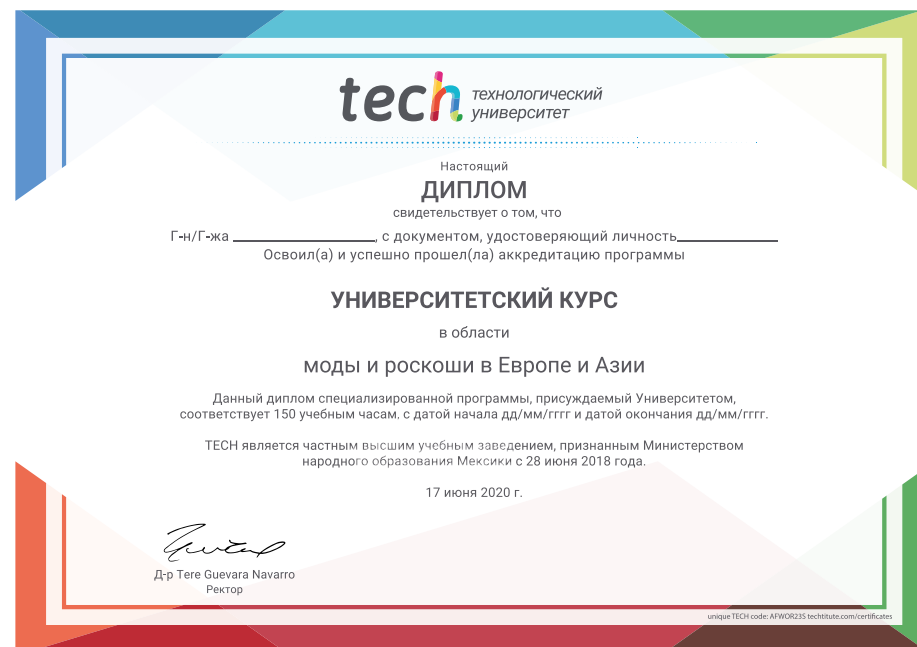 tech технологический
университет
Настоящий
ДИПЛОМ
свидетельствует о том, что
Г-н/Г-жа ____________________, с документом, удостоверяющий личность______________
Освоил(а) и успешно прошел(ла) аккредитацию программы
УНИВЕРСИТЕТСКИЙ КУРС
в области
моды и роскоши в Европе и Азии
Данный диплом специализированной программы, присуждаемый Университетом,
соответствует 150 учебным часам. с датой начала дд/мм/гггг и датой окончания дд/мм/гггг.
TECH является частным высшим учебным заведением, признанным Министерством
народного образования Мексики с 28 июня 2018 года.
17 июня 2020 г.
Д-р Tere Guevara Navarro
Ректор
unique TECH code: AFWOR23S techtitute.com/certificates